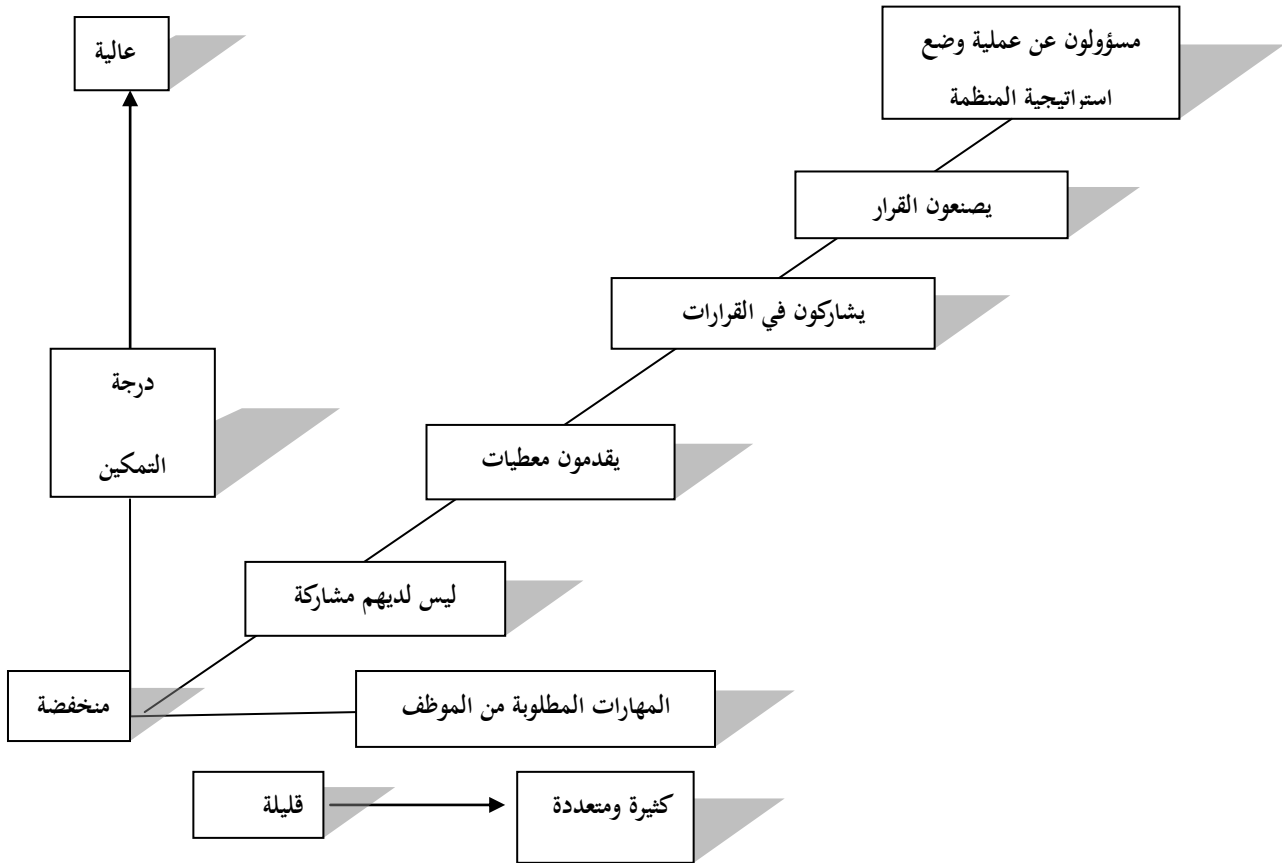 عالية
مسؤولون عن عملية وضع
استراتيجية المنظمة
يصنعون القرار
يشاركون في القرارات
درجة
التمكين
يقدمون معطيات
ليس لديهم مشاركة
منخفضة
المهارات المطلوبة من الموظف
قليلة
كثيرة ومتعددة